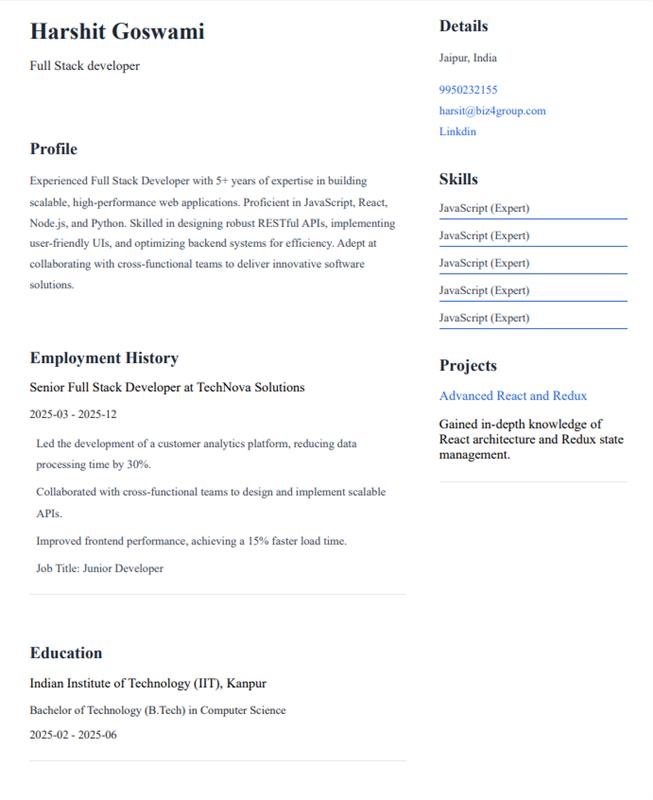 Harshit Goswami
Full Stack developer
Profile
Experienced Full Stack Developer with 5+ years of expertise in building
scalable, high-performance web applications. Proficient in JavaScript, React,
Node.js, and Python. Skilled in designing robust RESTful APIs, implementing
user-friendly UIs, and optimizing backend systems for efficiency. Adept at
collaborating with cross-functional teams to deliver innovative software
solutions.
Employment History
Senior Full Stack Developer at TechNova Solutions
2025-03 - 2025-12
Led the development of a customer analytics platform, reducing data
processing time by 30%.
Collaborated with cross-functional teams to design and implement scalable
APIs.
Improved frontend performance, achieving a 15% faster load time.
Job Title: Junior Developer
Education
Indian Institute of Technology (IIT), Kanpur
Bachelor of Technology (B.Tech) in Computer Science
2025-02 - 2025-06
Details
Jaipur, India
9950232155
harsit@biz4group.com
Linkdin
Skills
JavaScript (Expert)
JavaScript (Expert)
JavaScript (Expert)
JavaScript (Expert)
JavaScript (Expert)
Projects
Advanced React and Redux
Gained in-depth knowledge of
React architecture and Redux state
management.